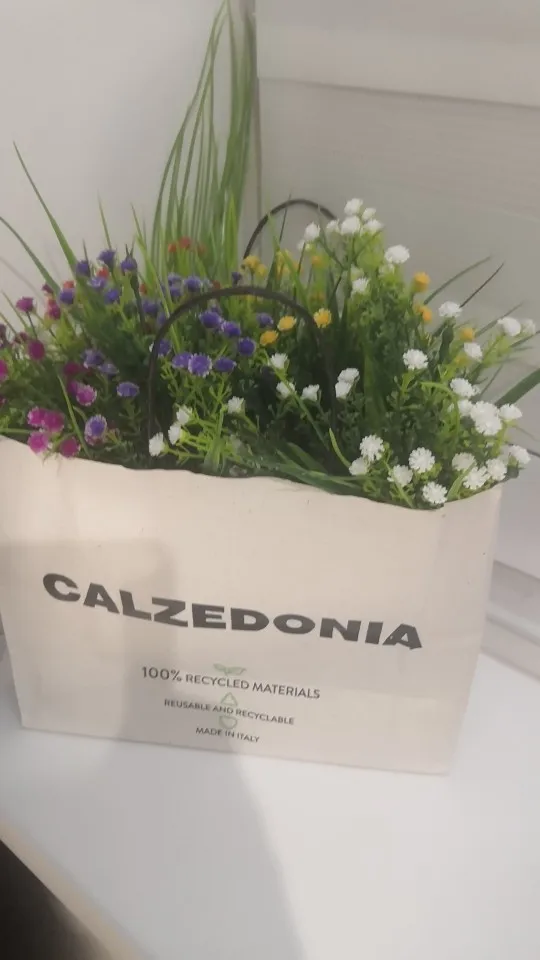 CALZEDONIA
100% RECYCLED MATERIALS
REUSABLE AND RECYCLABLE
MADE IN ITALY